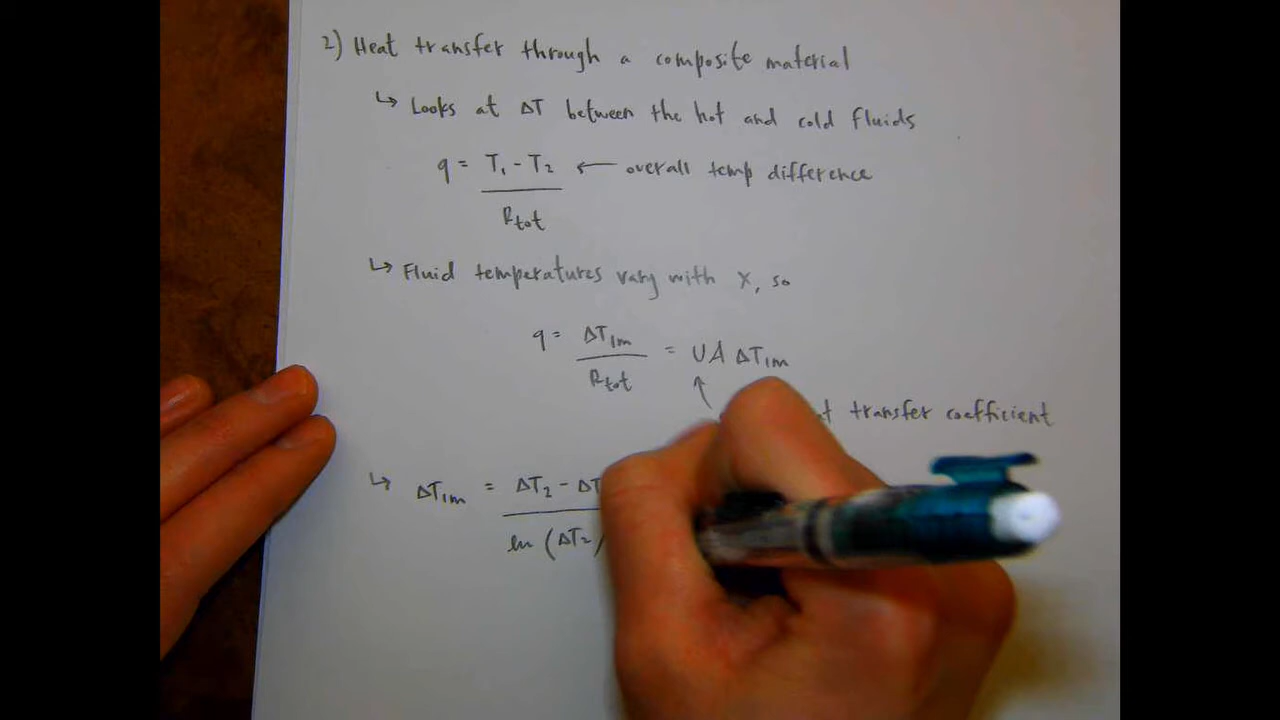 2) Heat transfer through a composite material
↳ Looks at ΔT between the hot and cold fluids
q = T₁ - T₂ ← overall temp difference
Rtot
↳ Fluid temperatures vary with x, so
q = ΔTlm / Rtot = UA ΔTlm
↑ transfer coefficient
↳ ΔTlm = ΔT₂ - ΔT
ln (ΔT₂/